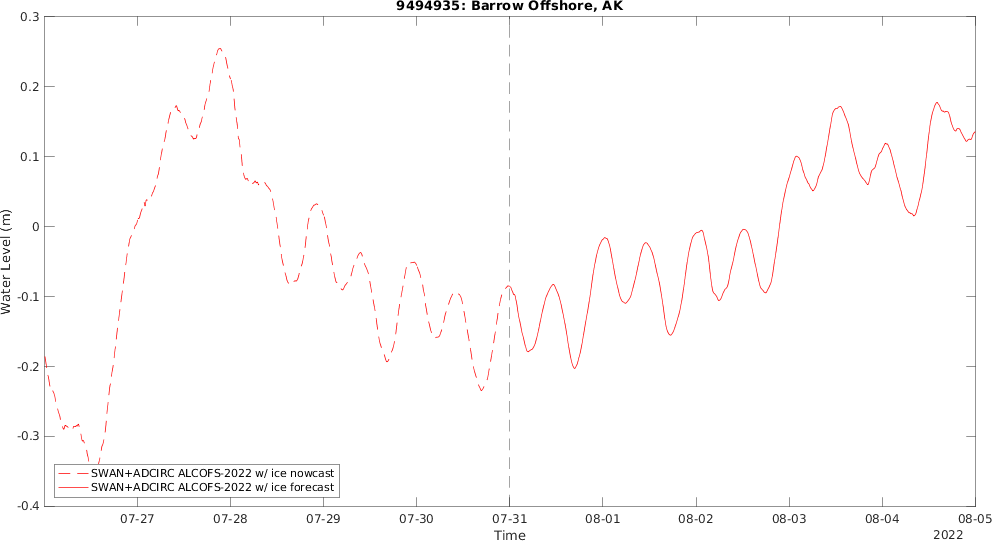 9494935: Barrow Offshore, AK
0.3
0.2
0.1
0
-0.1
-0.2
-0.3
-0.4
Water Level (m)
SWAN+ADCIRC ALCOFS-2022 w/ ice nowcast
SWAN+ADCIRC ALCOFS-2022 w/ ice forecast
07-27 07-28 07-29 07-30 07-31 08-01 08-02 08-03 08-04 08-05
Time
2022